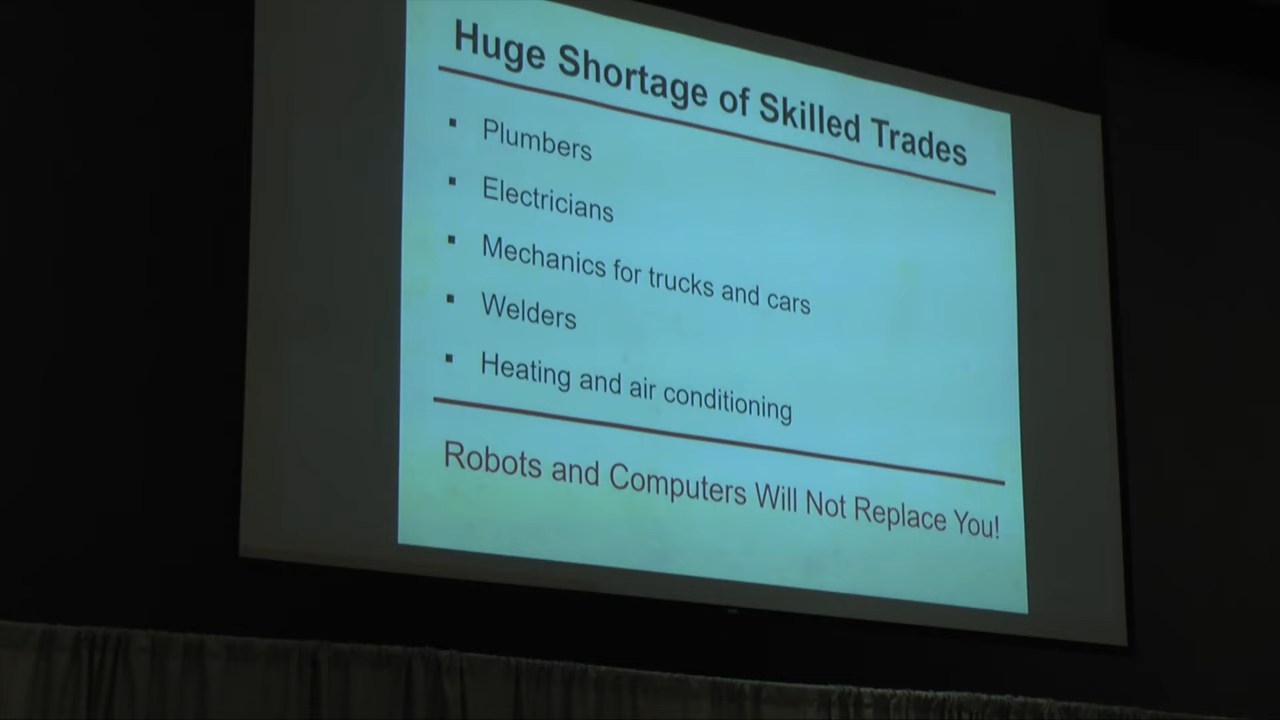 Huge Shortage of Skilled Trades
▪ Plumbers
▪ Electricians
▪ Mechanics for trucks and cars
▪ Welders
▪ Heating and air conditioning
Robots and Computers Will Not Replace You!